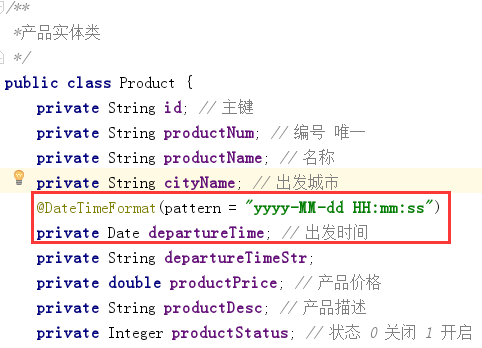 /**
*产品实体类
*/
public class Product {
private String id; // 主键
private String productNum; // 编号 唯一
private String productName; // 名称
private String cityName; // 出发城市
@DateTimeFormat(pattern = "yyyy-MM-dd HH:mm:ss")
private Date departureTime; // 出发时间
private String departureTimeStr;
private double productPrice; // 产品价格
private String productDesc; // 产品描述
private Integer productStatus; // 状态 0 关闭 1 开启